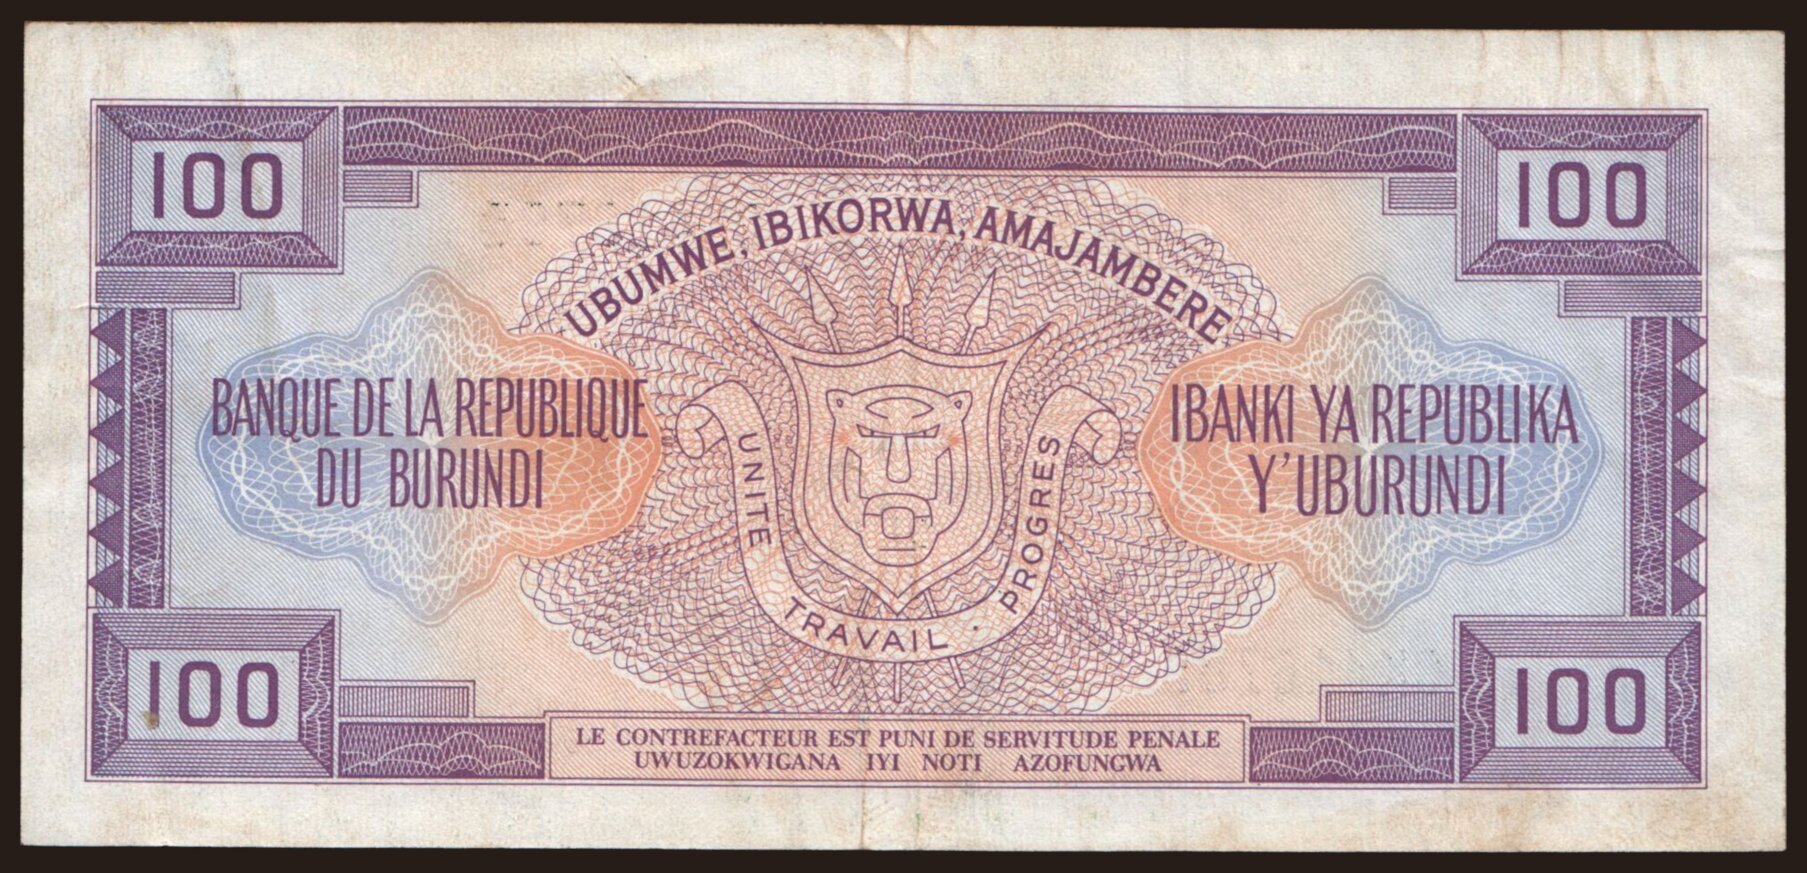 100
100
UBUMWE, IBIKORWA, AMAJAMBERE
BANQUE DE LA REPUBLIQUE
DU BURUNDI
IBANKI YA REPUBLIKA
Y'UBURUNDI
UNITE TRAVAIL . PROGRES
100
100
LE CONTREFACTEUR EST PUNI DE SERVITUDE PENALE
UWUZOKWIGANA IYI NOTI AZOFUNGWA